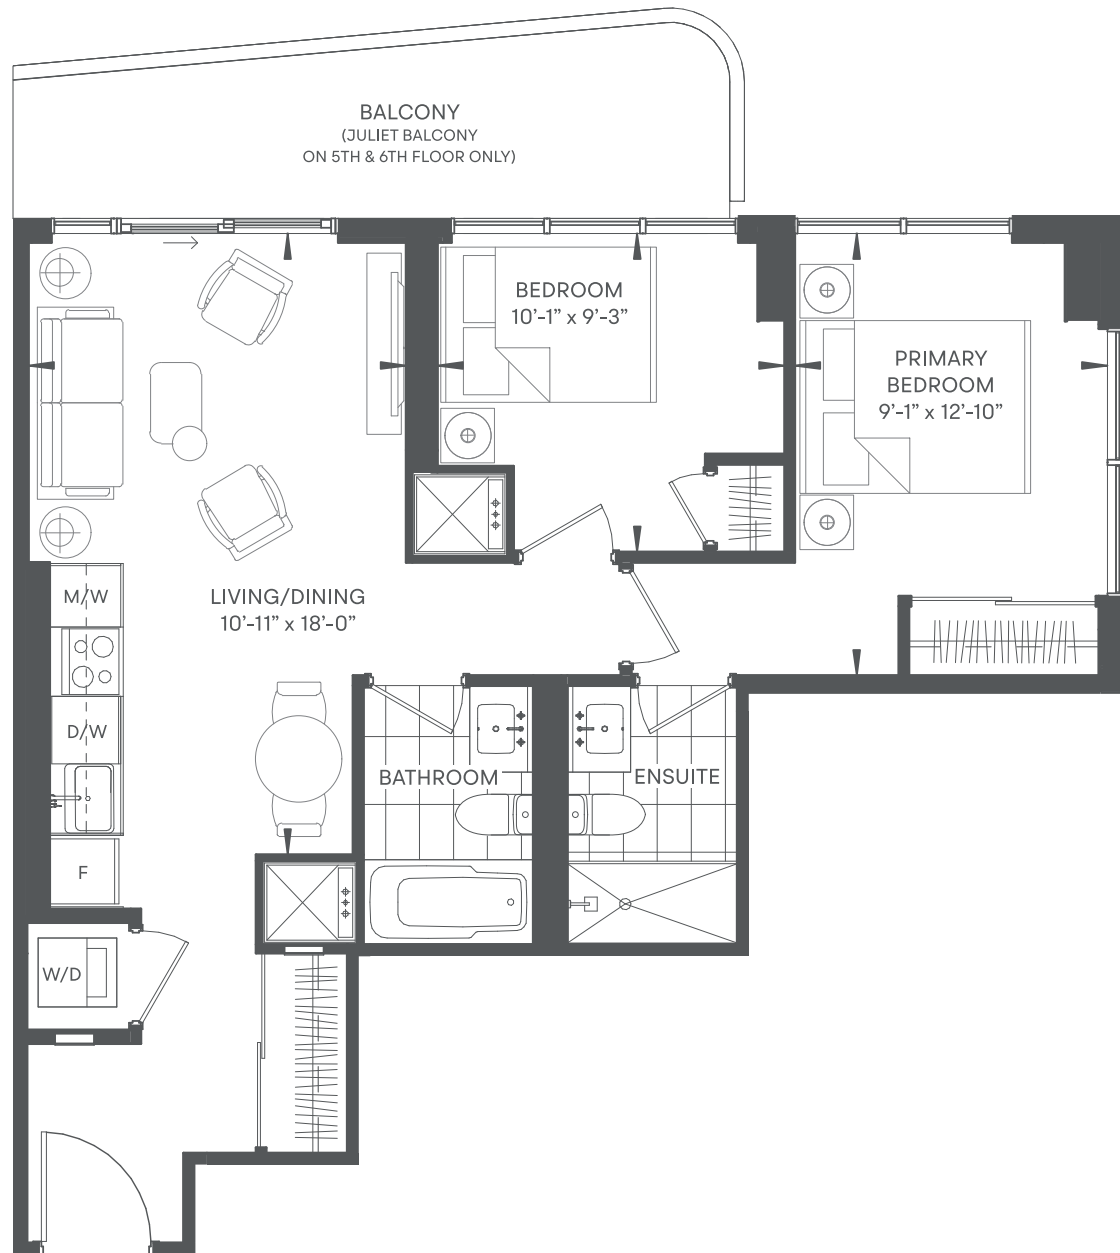 BALCONY
(JULIET BALCONY
ON 5TH & 6TH FLOOR ONLY)
BEDROOM
10'-1" x 9'-3"
PRIMARY
BEDROOM
9'-1" x 12'-10"
M/W
LIVING/DINING
10'-11" x 18'-0"
D/W
BATHROOM
ENSUITE
F
W/D